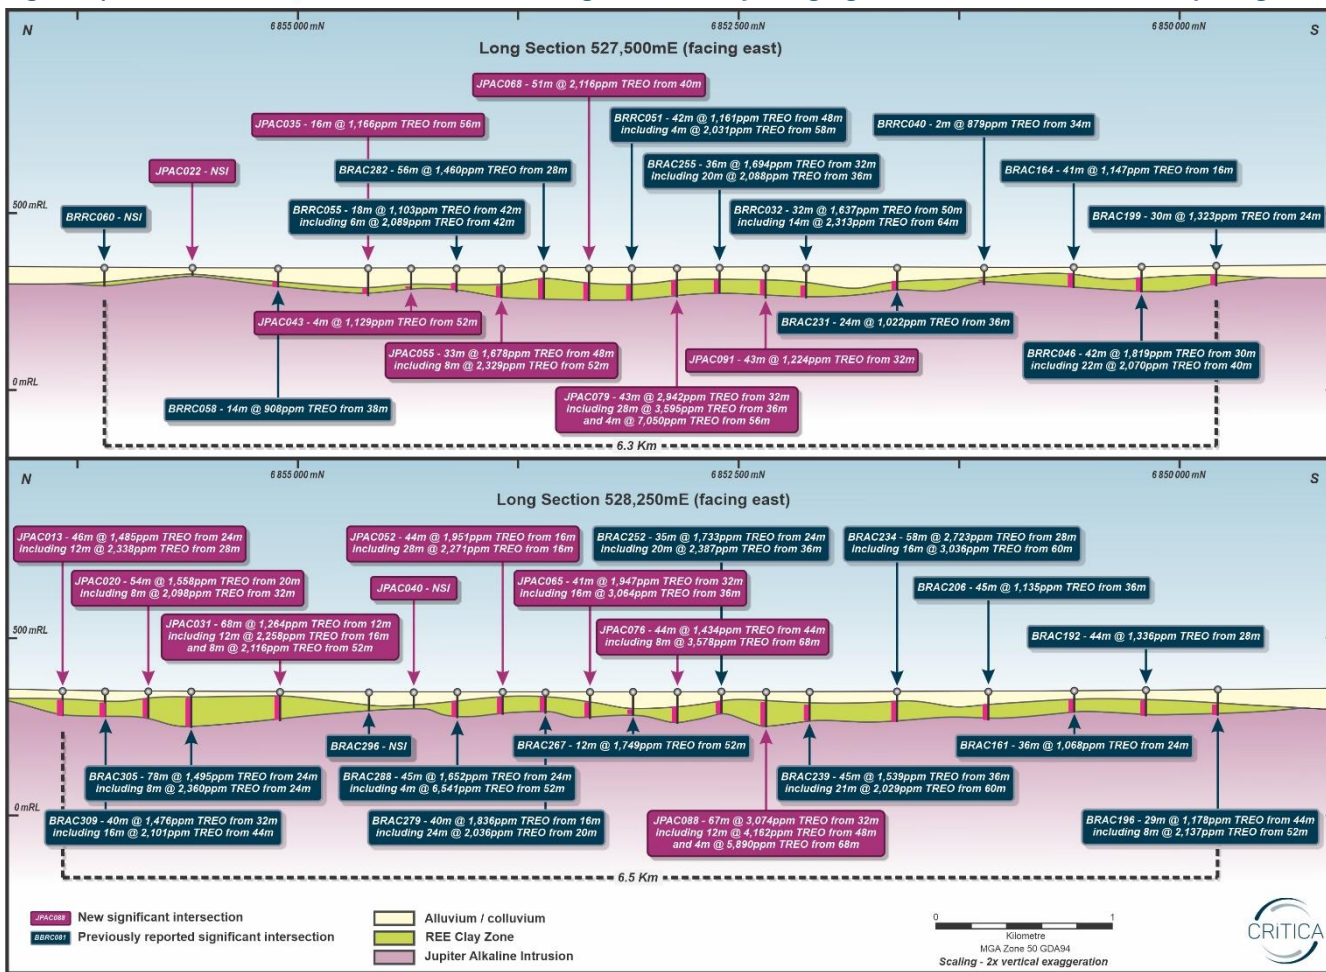 N
6 855 000 mN
6 852 500 mN
6 850 000 mN
S
Long Section 527,500mE (facing east)
JPAC068 - 51m @ 2,116ppm TREO from 40m
JPAC035 - 16m @ 1,166ppm TREO from 56m
BRRC051 - 42m @ 1,161ppm TREO from 48m
including 4m @ 2,031ppm TREO from 58m
BRRC040 - 2m @ 879ppm TREO from 34m
JPAC022 - NSI
BRAC282 - 56m @ 1,460ppm TREO from 28m
BRAC255 - 36m @ 1,694ppm TREO from 32m
including 20m @ 2,088ppm TREO from 36m
BRAC164 - 41m @ 1,147ppm TREO from 16m
500 mRL
BRRC060 - NSI
BRRC055 - 18m @ 1,103ppm TREO from 42m
including 6m @ 2,089ppm TREO from 42m
BRRC032 - 32m @ 1,637ppm TREO from 50m
including 14m @ 2,313ppm TREO from 64m
BRAC199 - 30m @ 1,323ppm TREO from 24m
JPAC043 - 4m @ 1,129ppm TREO from 52m
BRAC231 - 24m @ 1,022ppm TREO from 36m
JPAC055 - 33m @ 1,678ppm TREO from 48m
including 8m @ 2,329ppm TREO from 52m
JPAC091 - 43m @ 1,224ppm TREO from 32m
BRRC046 - 42m @ 1,819ppm TREO from 30m
including 22m @ 2,070ppm TREO from 40m
0 mRL
BRRC058 - 14m @ 908ppm TREO from 38m
JPAC079 - 43m @ 2,942ppm TREO from 32m
including 28m @ 3,595ppm TREO from 36m
and 4m @ 7,050ppm TREO from 56m
6.3 Km
N
6 855 000 mN
6 852 500 mN
6 850 000 mN
S
Long Section 528,250mE (facing east)
JPAC013 - 46m @ 1,485ppm TREO from 24m
including 12m @ 2,338ppm TREO from 28m
JPAC052 - 44m @ 1,951ppm TREO from 16m
including 28m @ 2,271ppm TREO from 16m
BRAC252 - 35m @ 1,733ppm TREO from 24m
including 20m @ 2,387ppm TREO from 36m
BRAC234 - 58m @ 2,723ppm TREO from 28m
including 16m @ 3,036ppm TREO from 60m
JPAC020 - 54m @ 1,558ppm TREO from 20m
including 8m @ 2,098ppm TREO from 32m
JPAC040 - NSI
JPAC065 - 41m @ 1,947ppm TREO from 32m
including 16m @ 3,064ppm TREO from 36m
BRAC206 - 45m @ 1,135ppm TREO from 36m
JPAC031 - 68m @ 1,264ppm TREO from 12m
including 12m @ 2,258ppm TREO from 16m
and 8m @ 2,116ppm TREO from 52m
JPAC076 - 44m @ 1,434ppm TREO from 44m
including 8m @ 3,578ppm TREO from 68m
BRAC192 - 44m @ 1,336ppm TREO from 28m
500 mRL
BRAC296 - NSI
BRAC267 - 12m @ 1,749ppm TREO from 52m
BRAC161 - 36m @ 1,068ppm TREO from 24m
BRAC305 - 78m @ 1,495ppm TREO from 24m
including 8m @ 2,360ppm TREO from 24m
BRAC288 - 45m @ 1,652ppm TREO from 24m
including 4m @ 6,541ppm TREO from 52m
BRAC239 - 45m @ 1,539ppm TREO from 36m
including 21m @ 2,029ppm TREO from 60m
0 mRL
BRAC309 - 40m @ 1,476ppm TREO from 32m
including 16m @ 2,101ppm TREO from 44m
BRAC279 - 40m @ 1,836ppm TREO from 16m
including 24m @ 2,036ppm TREO from 20m
JPAC088 - 67m @ 3,074ppm TREO from 32m
including 12m @ 4,162ppm TREO from 48m
and 4m @ 5,890ppm TREO from 68m
BRAC196 - 29m @ 1,178ppm TREO from 44m
including 8m @ 2,137ppm TREO from 52m
6.5 Km
JPAC088 New significant intersection
BBRC081 Previously reported significant intersection
Alluvium / colluvium
REE Clay Zone
Jupiter Alkaline Intrusion
0 1
Kilometre
MGA Zone 50 GDA94
Scaling - 2x vertical exaggeration
CRITICA